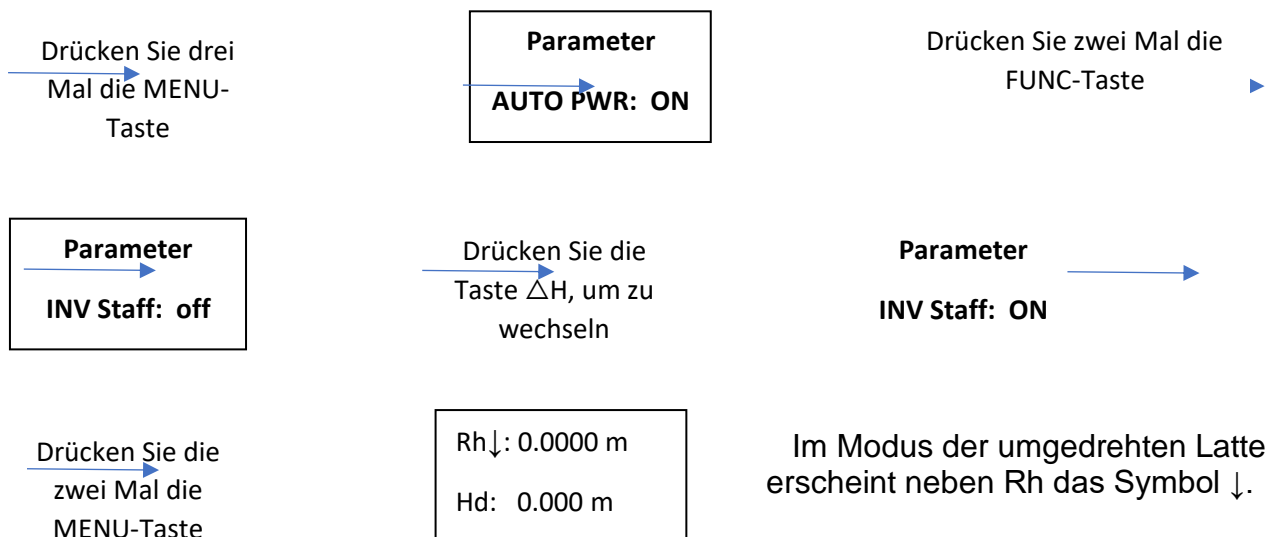 Drücken Sie drei
Mal die MENU-
Taste
Parameter
AUTO PWR: ON
Drücken Sie zwei Mal die
FUNC-Taste
Parameter
INV Staff: off
Drücken Sie die
Taste △H, um zu
wechseln
Parameter
INV Staff: ON
Drücken Sie die
zwei Mal die
MENU-Taste
Rh↓: 0.0000 m
Hd: 0.000 m
Im Modus der umgedrehten Latte
erscheint neben Rh das Symbol ↓.